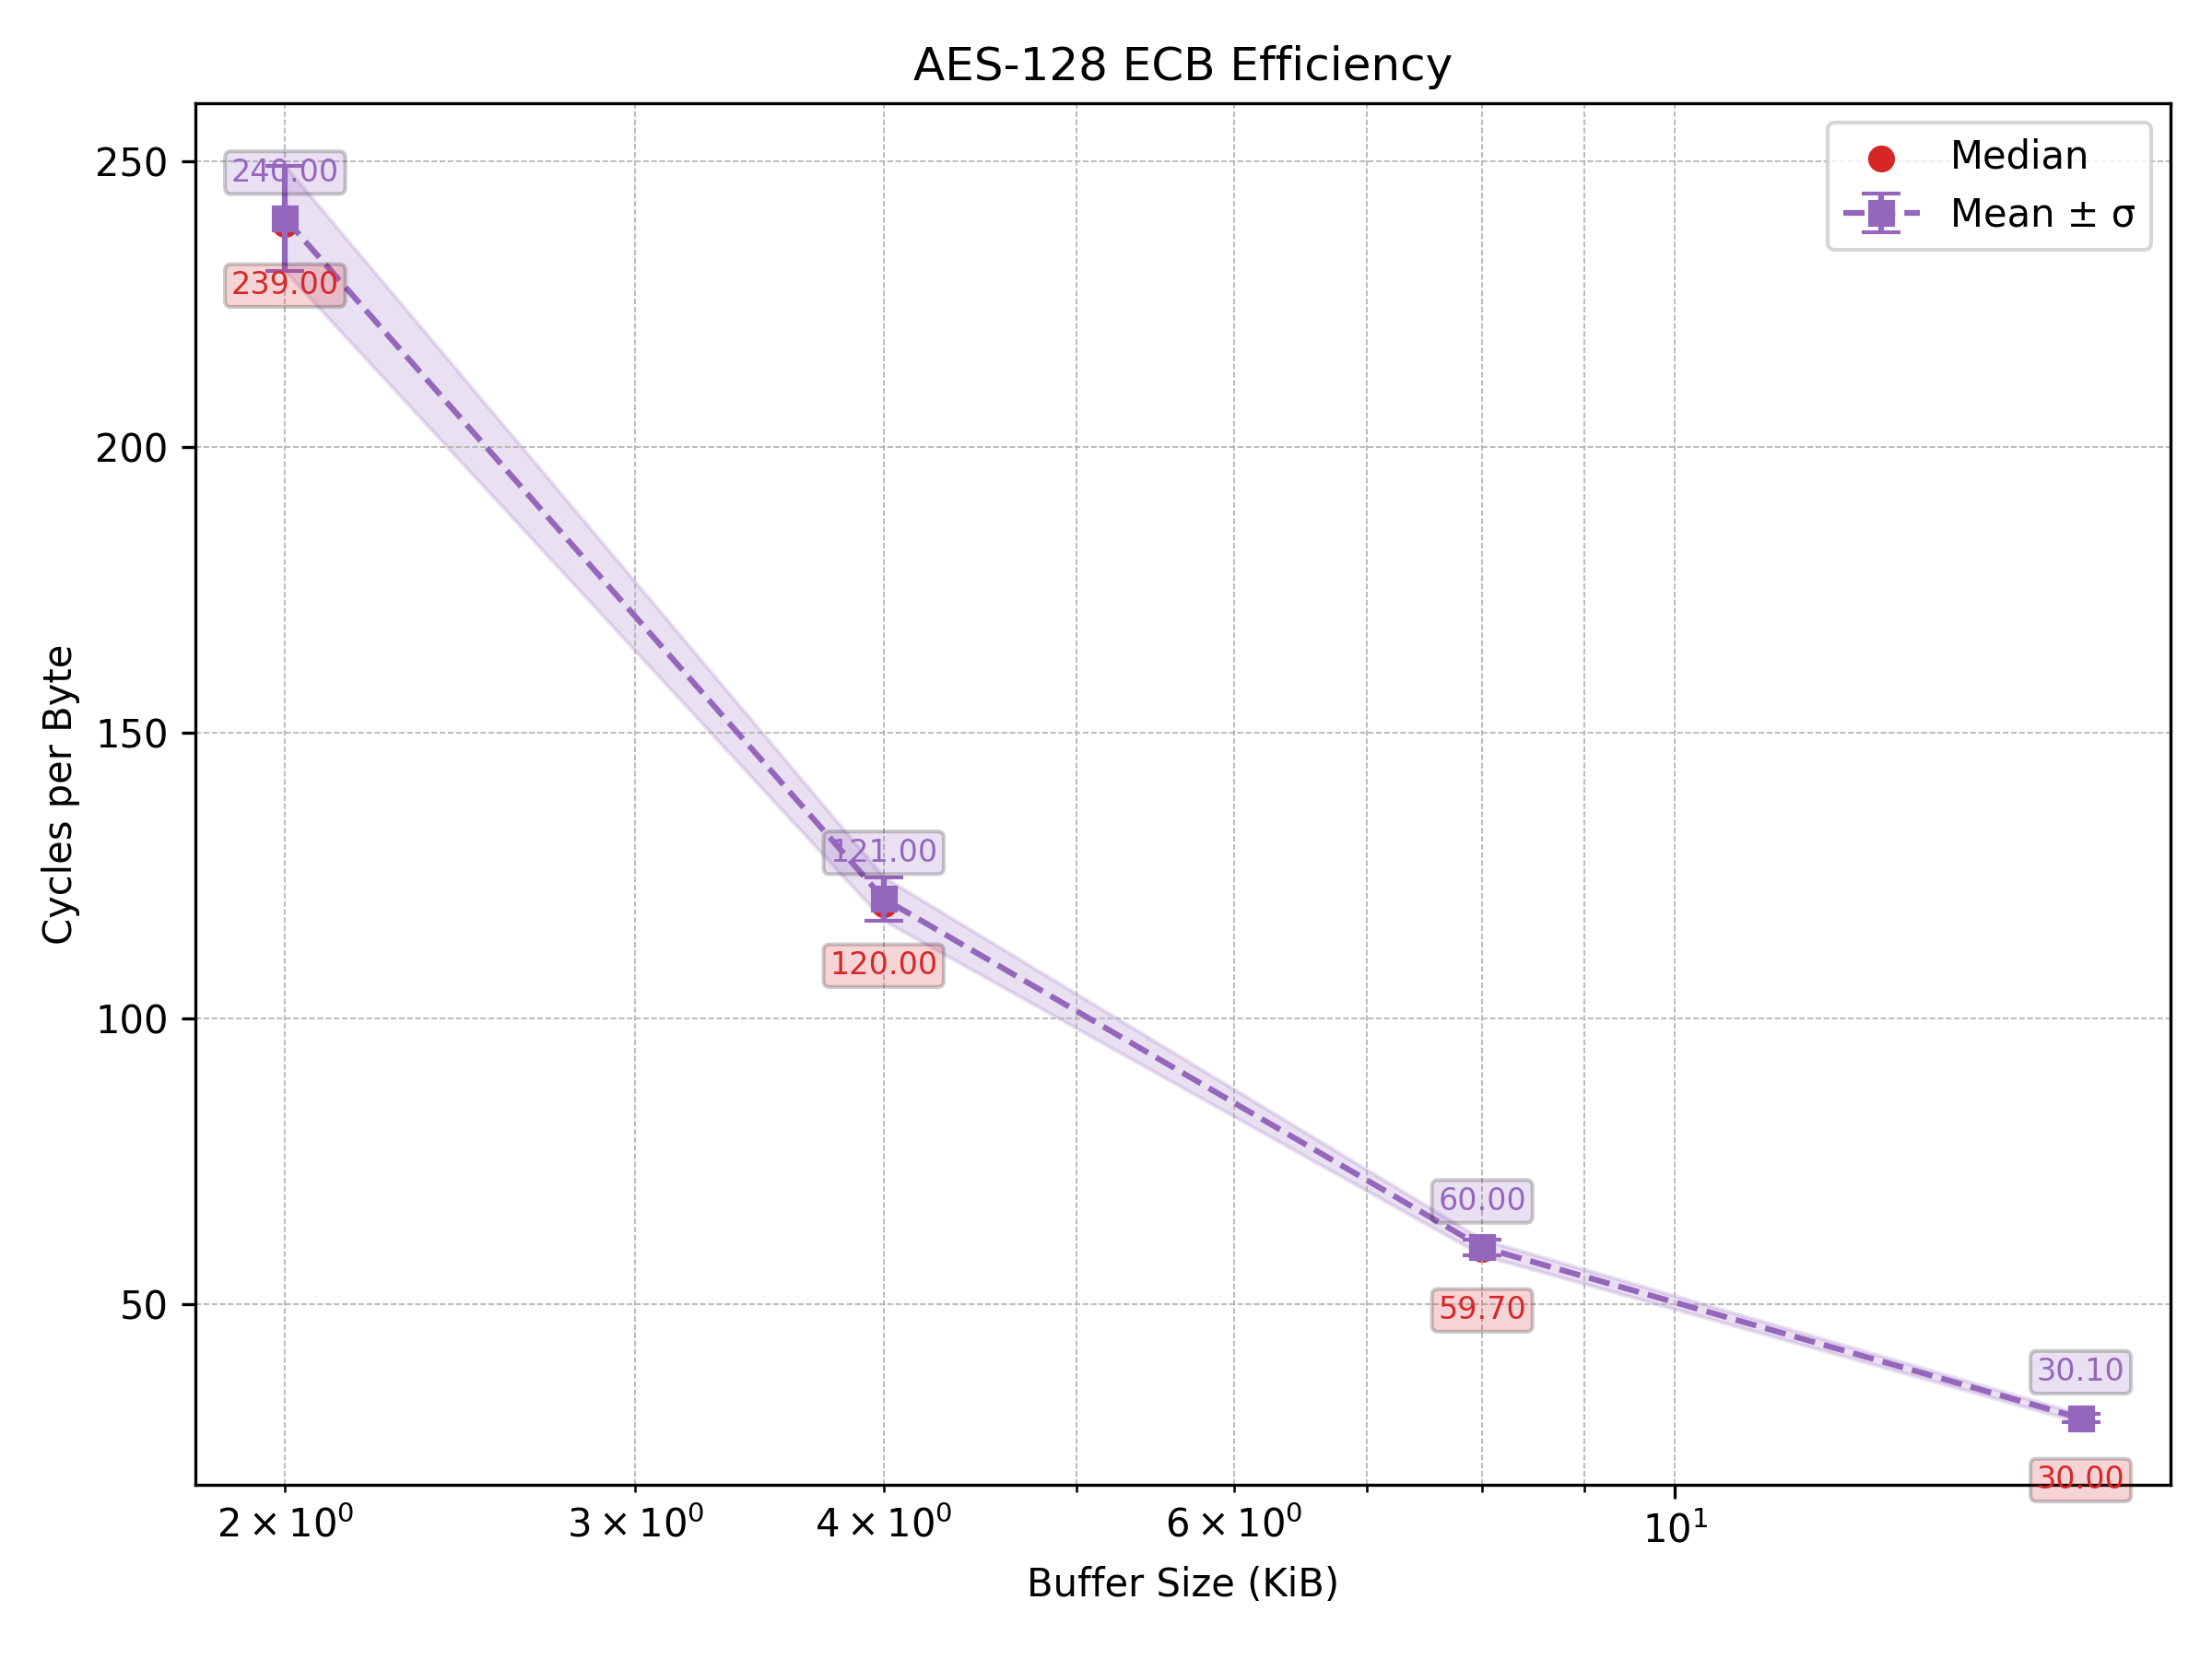 AES-128 ECB Efficiency
Median
Mean ± σ
Cycles per Byte
250
200
150
100
50
240.00
239.00
121.00
120.00
60.00
59.70
30.10
30.00
2 × 10⁰
3 × 10⁰
4 × 10⁰
6 × 10⁰
10¹
Buffer Size (KiB)